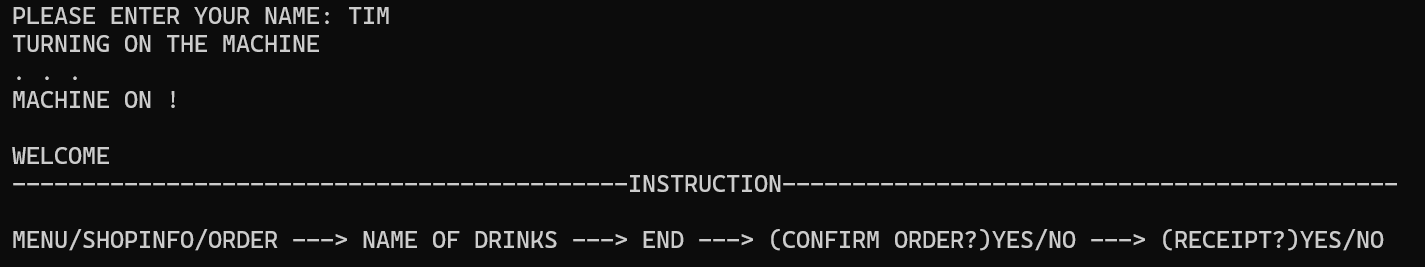 PLEASE ENTER YOUR NAME: TIM
TURNING ON THE MACHINE
. . .
MACHINE ON !
WELCOME
--------------------------------------------INSTRUCTION--------------------------------------------
MENU/SHOPINFO/ORDER ---> NAME OF DRINKS ---> END ---> (CONFIRM ORDER?)YES/NO ---> (RECEIPT?)YES/NO